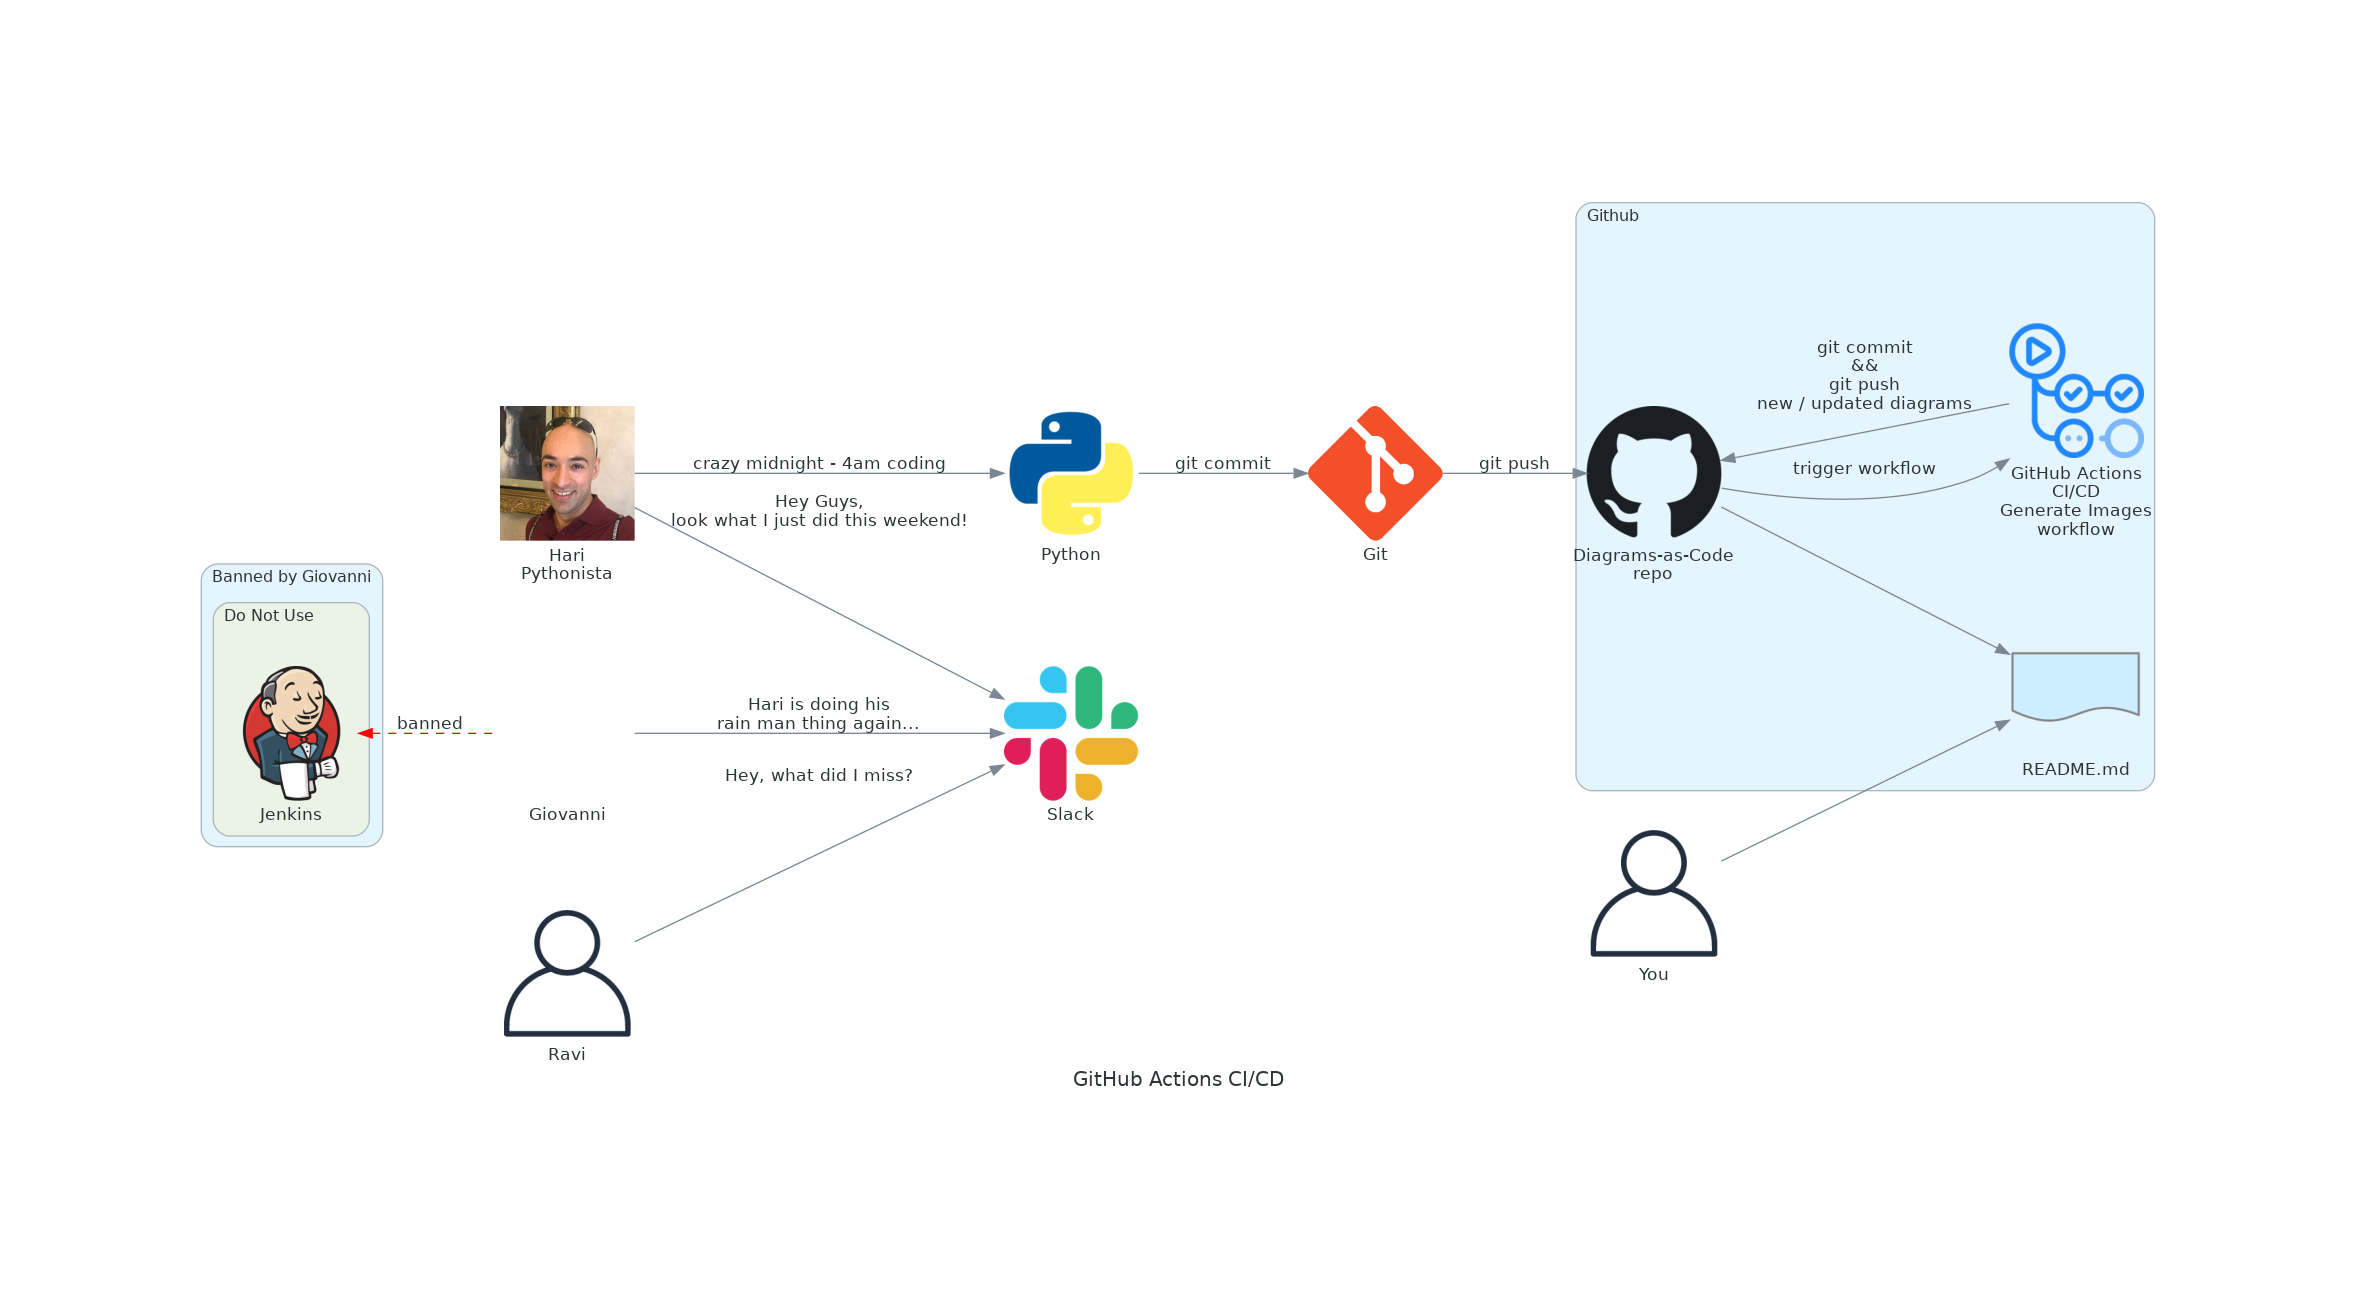 Github
git commit
&&
git push
new / updated diagrams
trigger workflow
GitHub Actions
CI/CD
Generate Images
workflow
crazy midnight - 4am coding
git commit
git push
Hey Guys,
look what I just did this weekend!
Hari
Pythonista
Python
Git
Diagrams-as-Code
repo
Banned by Giovanni
Do Not Use
banned
Jenkins
Hari is doing his
rain man thing again...
Hey, what did I miss?
Giovanni
Slack
README.md
You
Ravi
GitHub Actions CI/CD